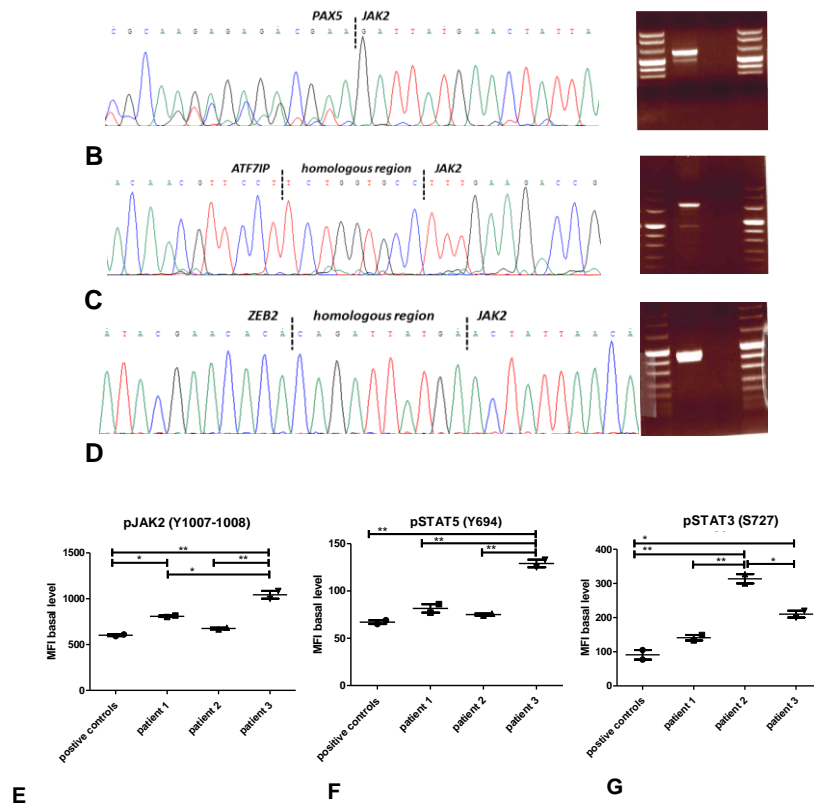 PAX5 JAK2
C G C A A G A G A G A C G A A G A T T A T G A A C T A T T A
B
ATF7IP homologous region JAK2
A C A A C G T T C C T T C T G G T G C C T T T G A A G A C C G
C
ZEB2 homologous region JAK2
A T A C G A A C A C A C A G A T T A T G A A C T A T T A A C A
D
pJAK2 (Y1007-1008)
MFI basal level
1500
1000
500
0
**
* **
*
postive controls
patient 1
patient 2
patient 3
E
pSTAT5 (Y694)
MFI basal level
150
100
50
0
**
**
**
postive controls
patient 1
patient 2
patient 3
F
pSTAT3 (S727)
MFI basal level
400
300
200
100
0
*
**
** *
postive controls
patient 1
patient 2
patient 3
G